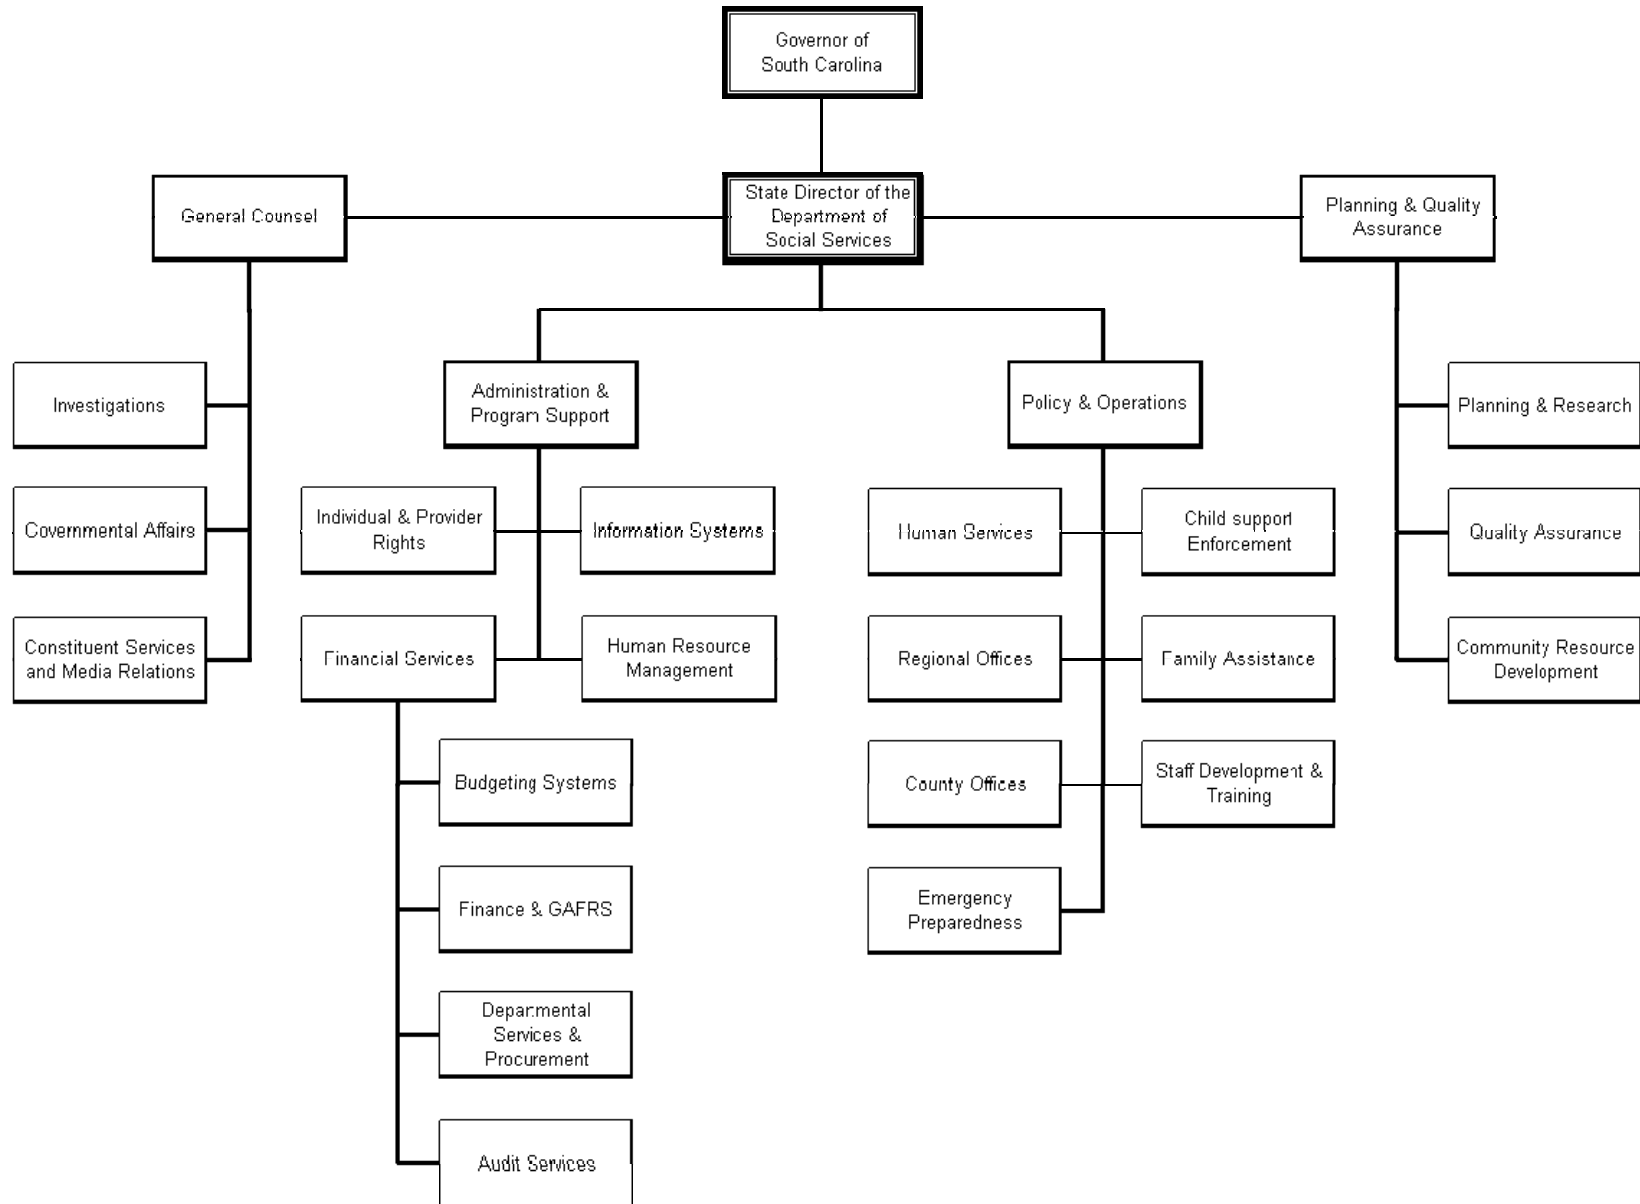 Governor of
South Carolina
General Counsel
State Director of the
Department of
Social Services
Planning & Quality
Assurance
Investigations
Administration &
Program Support
Policy & Operations
Planning & Research
Governmental Affairs
Individual & Provider
Rights
Information Systems
Human Services
Child support
Enforcement
Quality Assurance
Constituent Services
and Media Relations
Financial Services
Human Resource
Management
Regional Offices
Family Assistance
Community Resource
Development
Budgeting Systems
County Offices
Staff Development &
Training
Finance & GAFRS
Emergency
Preparedness
Departmental
Services &
Procurement
Audit Services